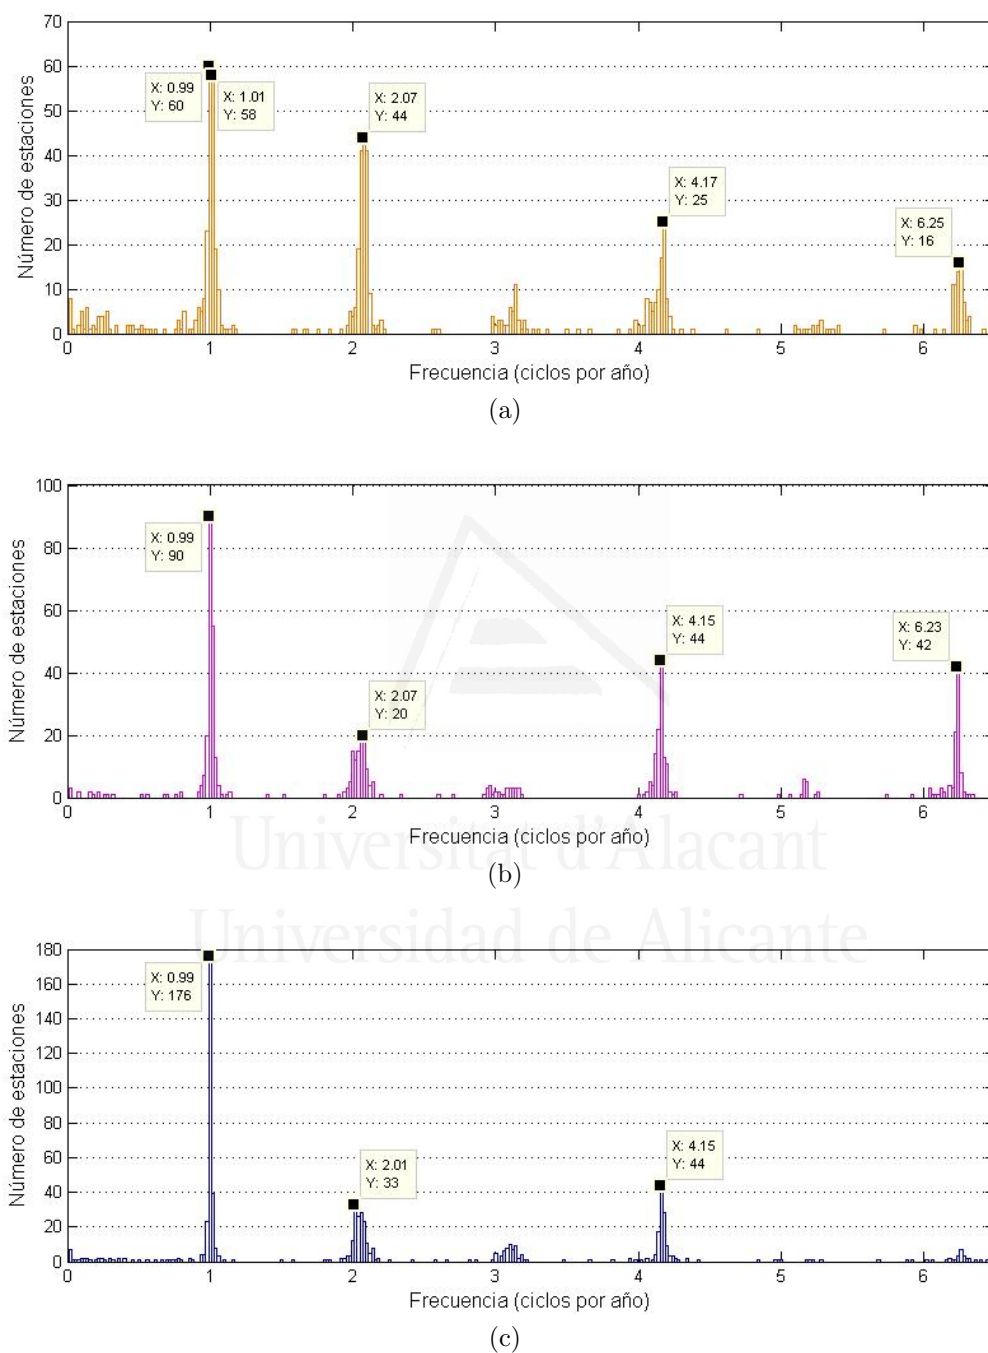 70
60
50
40
30
20
10
0
Número de estaciones
X: 0.99
Y: 60
X: 1.01
Y: 58
X: 2.07
Y: 44
X: 4.17
Y: 25
X: 6.25
Y: 16
0 1 2 3 4 5 6
Frecuencia (ciclos por año)
(a)
100
80
60
40
20
0
Número de estaciones
X: 0.99
Y: 90
X: 2.07
Y: 20
X: 4.15
Y: 44
X: 6.23
Y: 42
0 1 2 3 4 5 6
Frecuencia (ciclos por año)
Universitat d'Alacant
(b)
Universidad de Alicante
180
160
140
120
100
80
60
40
20
0
Número de estaciones
X: 0.99
Y: 176
X: 2.01
Y: 33
X: 4.15
Y: 44
0 1 2 3 4 5 6
Frecuencia (ciclos por año)
(c)